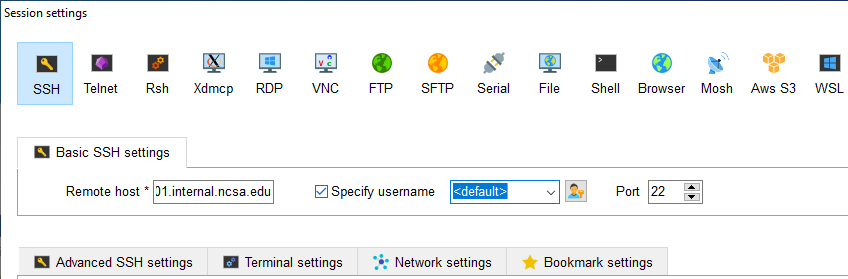 Session settings
SSH Telnet Rsh Xdmcp RDP VNC FTP SFTP Serial File Shell Browser Mosh Aws S3 WSL
Basic SSH settings
Remote host * 01.internal.ncsa.edu Specify username <default> Port 22
Advanced SSH settings Terminal settings Network settings Bookmark settings